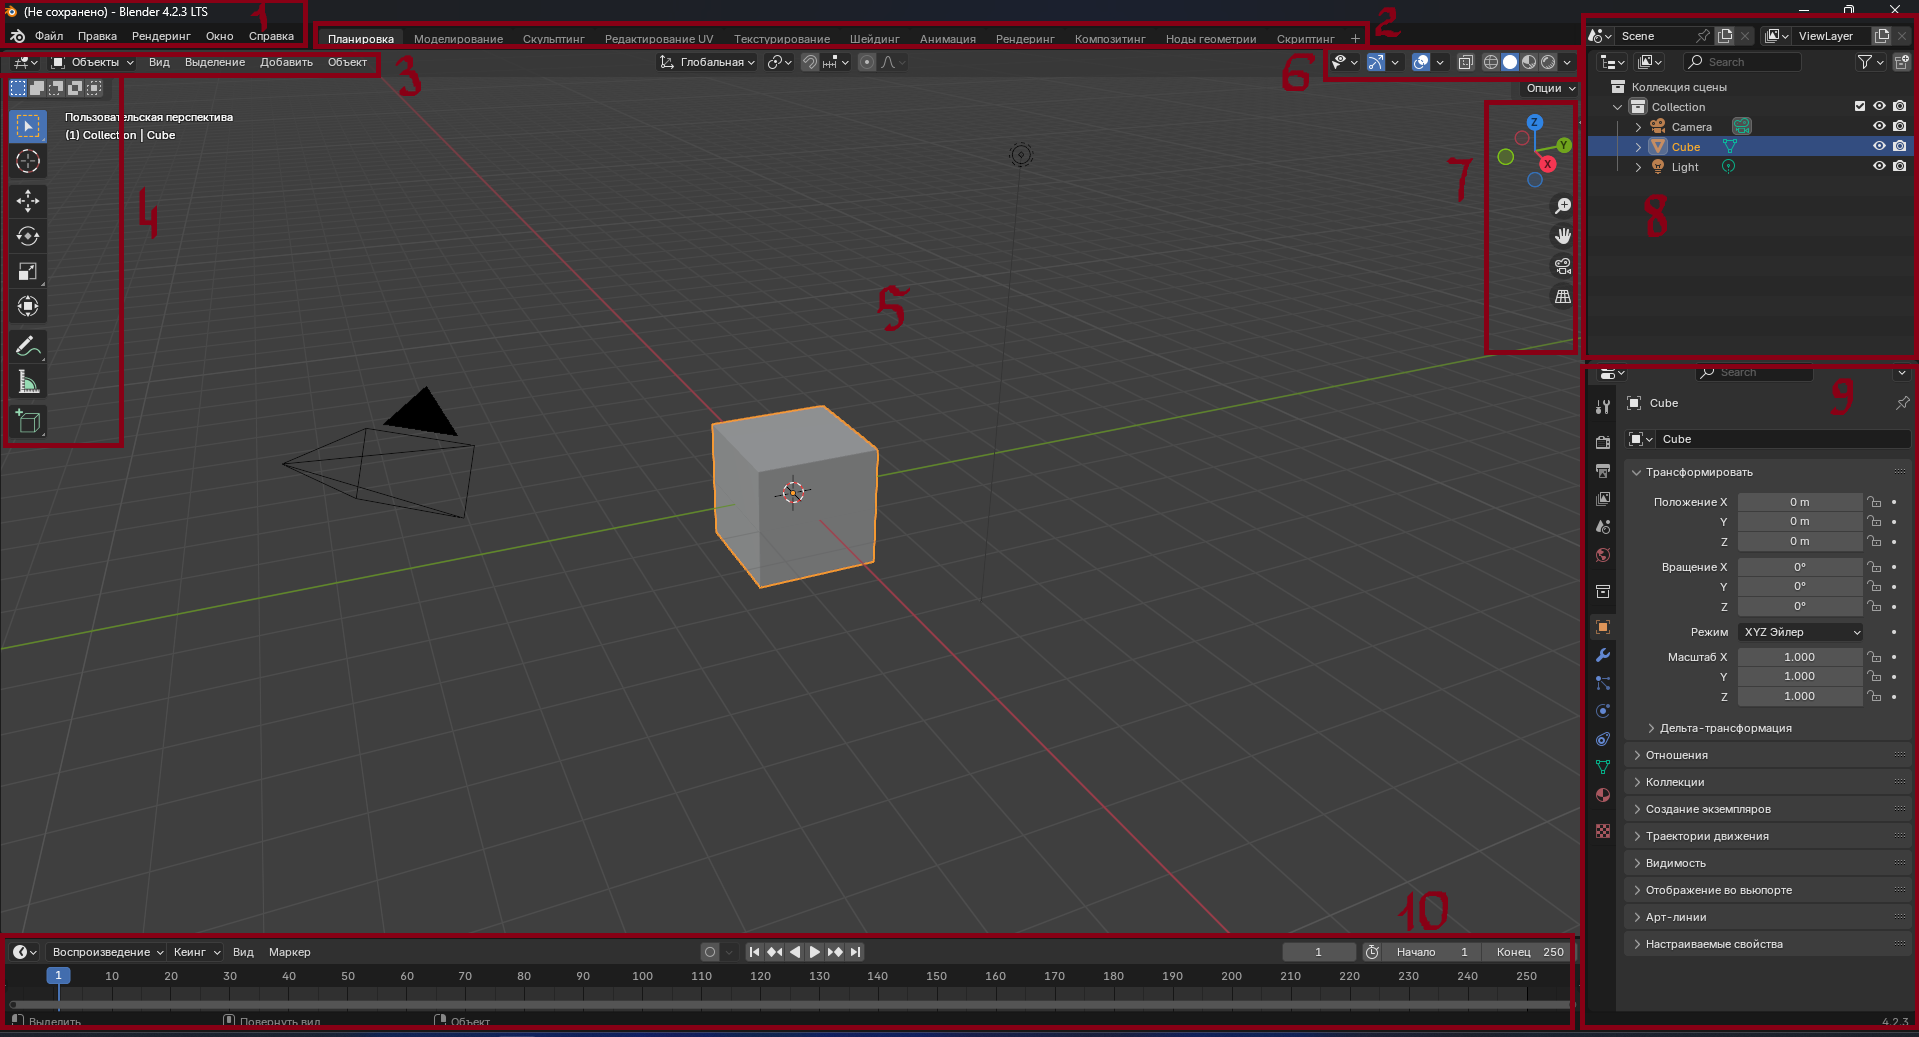 (Не сохранено) - Blender 4.2.3 LTS
1
Файл Правка Рендеринг Окно Справка
Планировка Моделирование Скульптинг Редактирование UV Текстурирование Шейдинг Анимация Рендеринг Композитинг Ноды геометрии Скриптинг +
2
Scene ViewLayer
Объекты Вид Выделение Добавить Объект
3
Глобальная
6
Search
Опции
Пользовательская перспектива
(1) Collection | Cube
4
5
7
Z
Y
X
Коллекция сцены
Collection
Camera
Cube
Light
8
Search
9
Cube
Cube
Трансформировать
Положение X 0 m
Y 0 m
Z 0 m
Вращение X 0°
Y 0°
Z 0°
Режим XYZ Эйлер
Масштаб X 1.000
Y 1.000
Z 1.000
Дельта-трансформация
Отношения
Коллекции
Создание экземпляров
Траектории движения
Видимость
Отображение во вьюпорте
Арт-линии
Настраиваемые свойства
10
Воспроизведение Кеинг Вид Маркер 1 Начало 1 Конец 250
1 10 20 30 40 50 60 70 80 90 100 110 120 130 140 150 160 170 180 190 200 210 220 230 240 250
Выделить Повернуть вид Объект
4.2.3